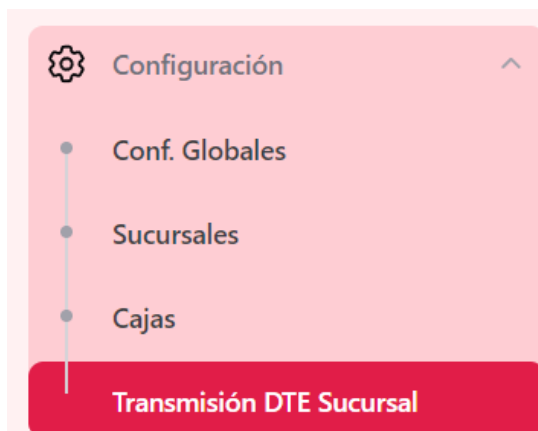 Configuración
Conf. Globales
Sucursales
Cajas
Transmisión DTE Sucursal